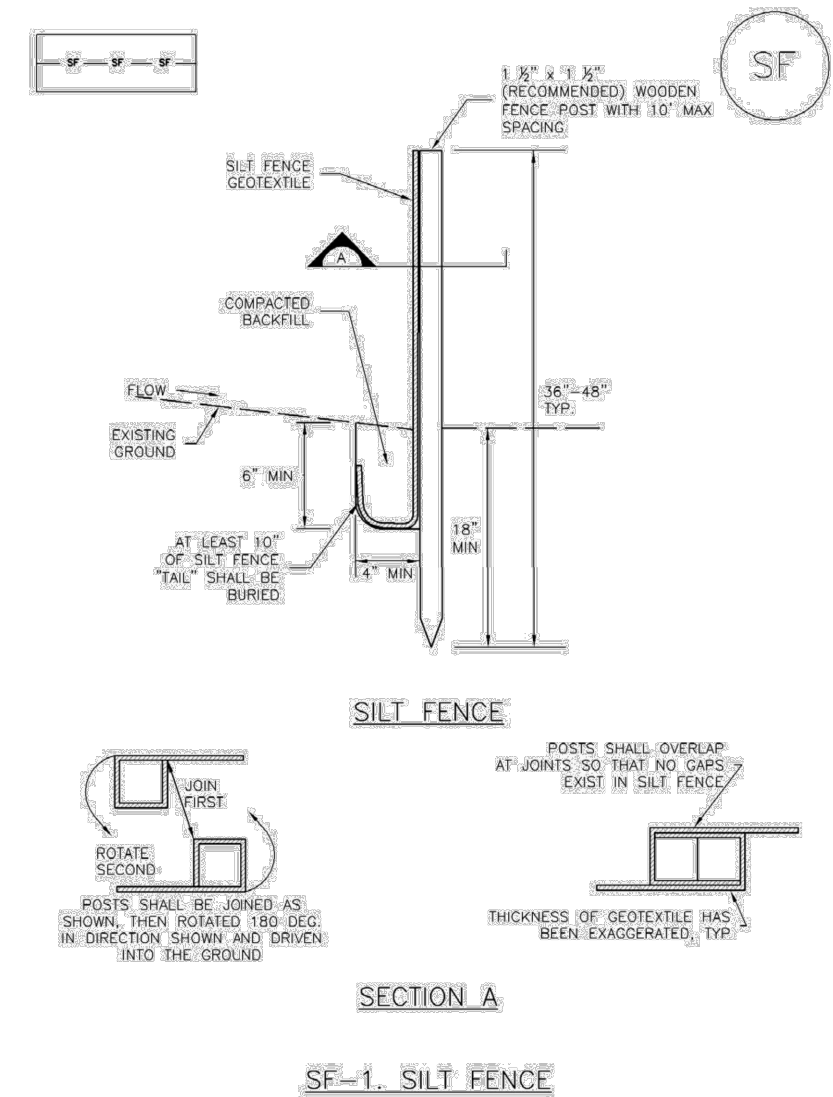 SF SF SF
SF
1 ½" x 1 ½"
(RECOMMENDED) WOODEN
FENCE POST WITH 10' MAX
SPACING
SILT FENCE
GEOTEXTILE
A
COMPACTED
BACKFILL
FLOW
36"-48"
TYP.
EXISTING
GROUND
6" MIN
18"
MIN
AT LEAST 10"
OF SILT FENCE
"TAIL" SHALL BE
BURIED
4" MIN
SILT FENCE
POSTS SHALL OVERLAP
AT JOINTS SO THAT NO GAPS
EXIST IN SILT FENCE
JOIN
FIRST
ROTATE
SECOND
POSTS SHALL BE JOINED AS
SHOWN, THEN ROTATED 180 DEG.
IN DIRECTION SHOWN AND DRIVEN
INTO THE GROUND
THICKNESS OF GEOTEXTILE HAS
BEEN EXAGGERATED, TYP.
SECTION A
SF-1. SILT FENCE